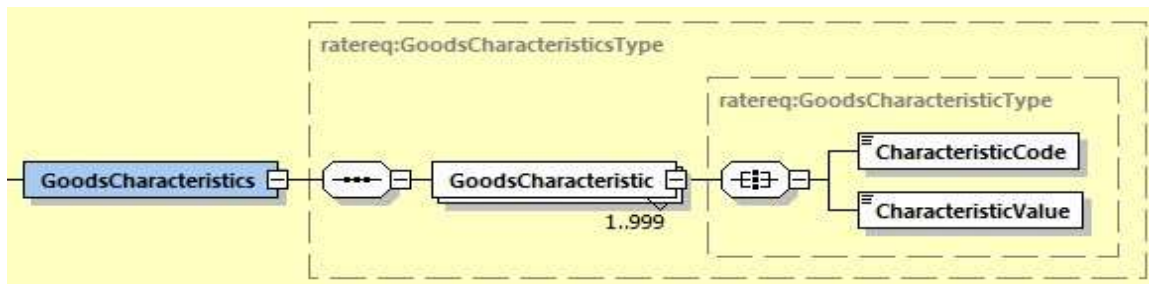 ratereq:GoodsCharacteristicsType
ratereq:GoodsCharacteristicType
CharacteristicCode
GoodsCharacteristics
GoodsCharacteristic
CharacteristicValue
1..999